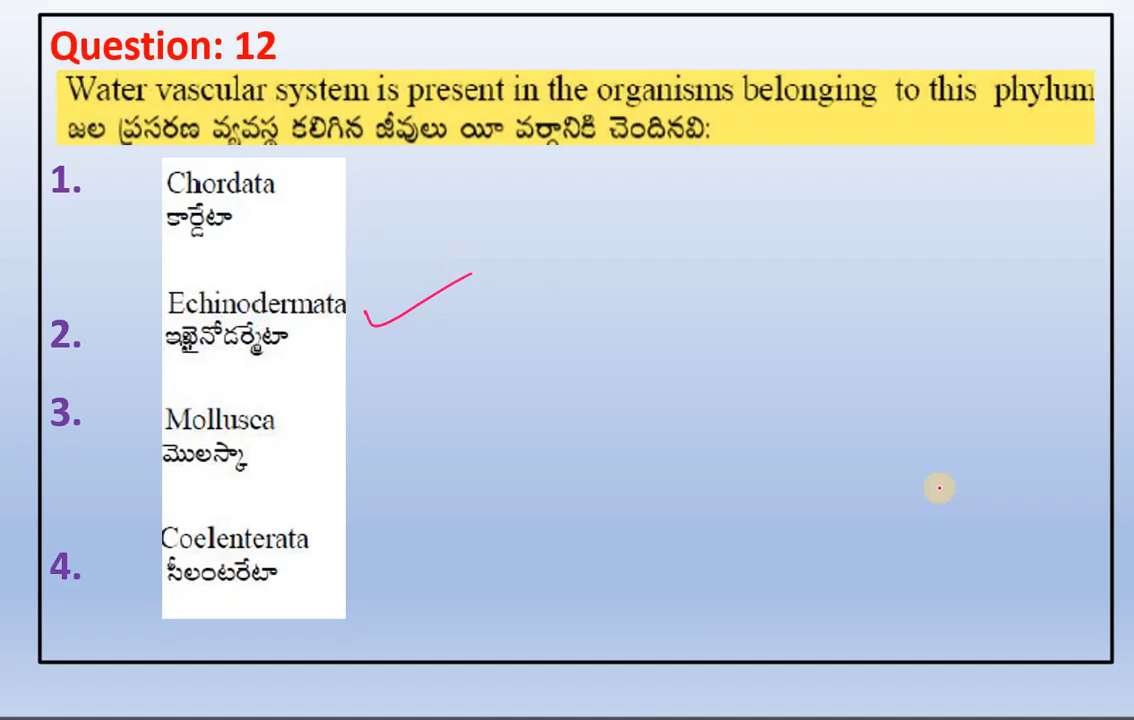 Question: 12
Water vascular system is present in the organisms belonging to this phylum
జల ప్రసరణ వ్యవస్థ కలిగిన జీవులు యీ వర్గానికి చెందినవి:
1.
Chordata
కార్డేటా
2.
Echinodermata
ఇఖైనోడర్మేటా
3.
Mollusca
మొలస్కా
4.
Coelenterata
సీలంటరేటా